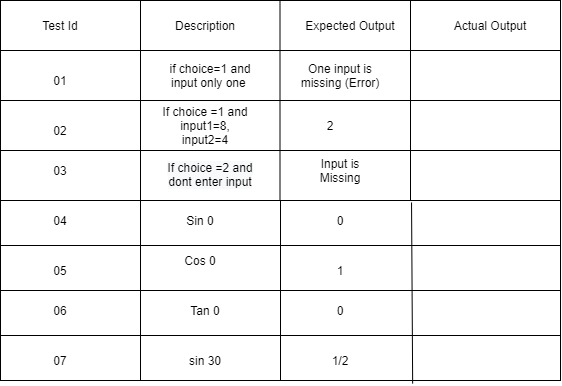 Test Id Description Expected Output Actual Output
01 if choice=1 and
input only one One input is
missing (Error)
02 If choice =1 and
input1=8,
input2=4 2
03 If choice =2 and
dont enter input Input is
Missing
04 Sin 0 0
05 Cos 0 1
06 Tan 0 0
07 sin 30 1/2